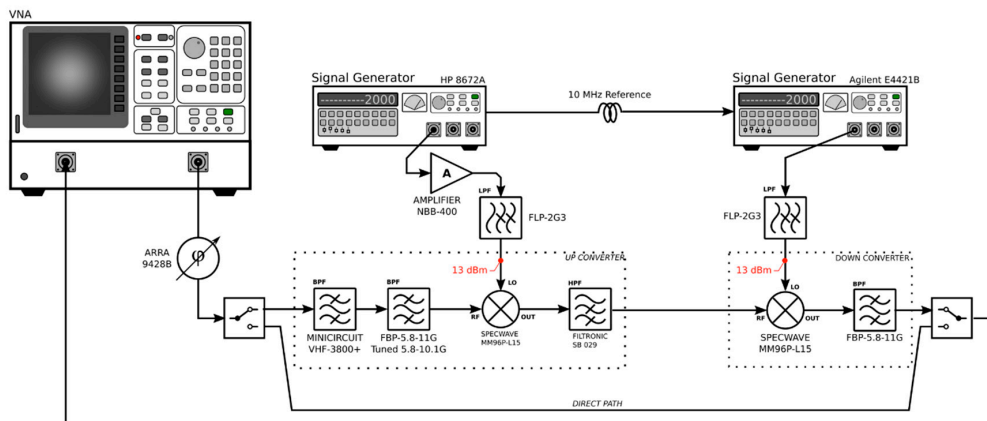 VNA
Signal Generator
HP 8672A
2000
10 MHz Reference
Signal Generator
Agilent E4421B
2000
A
AMPLIFIER
NBB-400
LPF
FLP-2G3
LPF
FLP-2G3
ARRA
9428B
φ
13 dBm
UP CONVERTER
13 dBm
DOWN CONVERTER
BPF
MINICIRCUIT
VHF-3800+
BPF
FBP-5.8-11G
Tuned 5.8-10.1G
LO
RF
OUT
SPECWAVE
MM96P-L15
HPF
FILTRONIC
SB 029
LO
RF
OUT
SPECWAVE
MM96P-L15
BPF
FBP-5.8-11G
DIRECT PATH